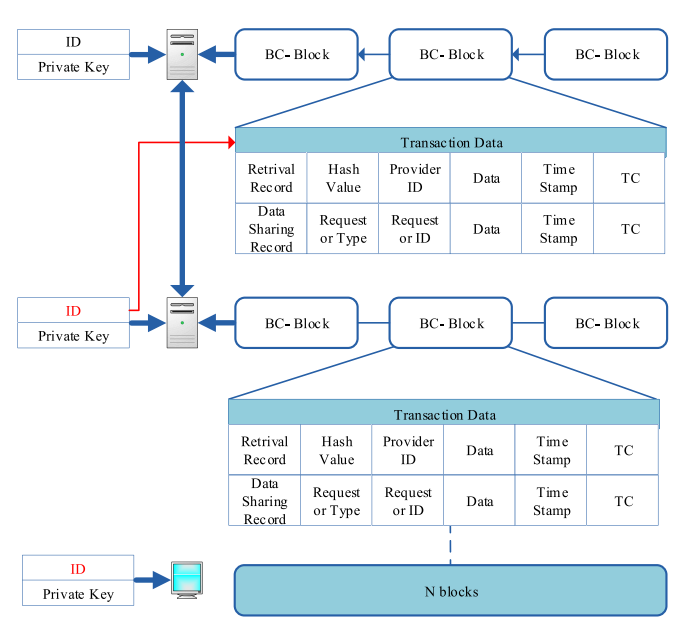 ID
Private Key
BC- Block
BC- Block
BC- Block
Transaction Data
Retrival
Record
Hash
Value
Provider
ID
Data
Time
Stamp
TC
Data
Sharing
Record
Request
or Type
Request
or ID
Data
Time
Stamp
TC
ID
Private Key
BC- Block
BC- Block
BC- Block
Transaction Data
Retrival
Record
Hash
Value
Provider
ID
Data
Time
Stamp
TC
Data
Sharing
Record
Request
or Type
Request
or ID
Data
Time
Stamp
TC
ID
Private Key
N blocks